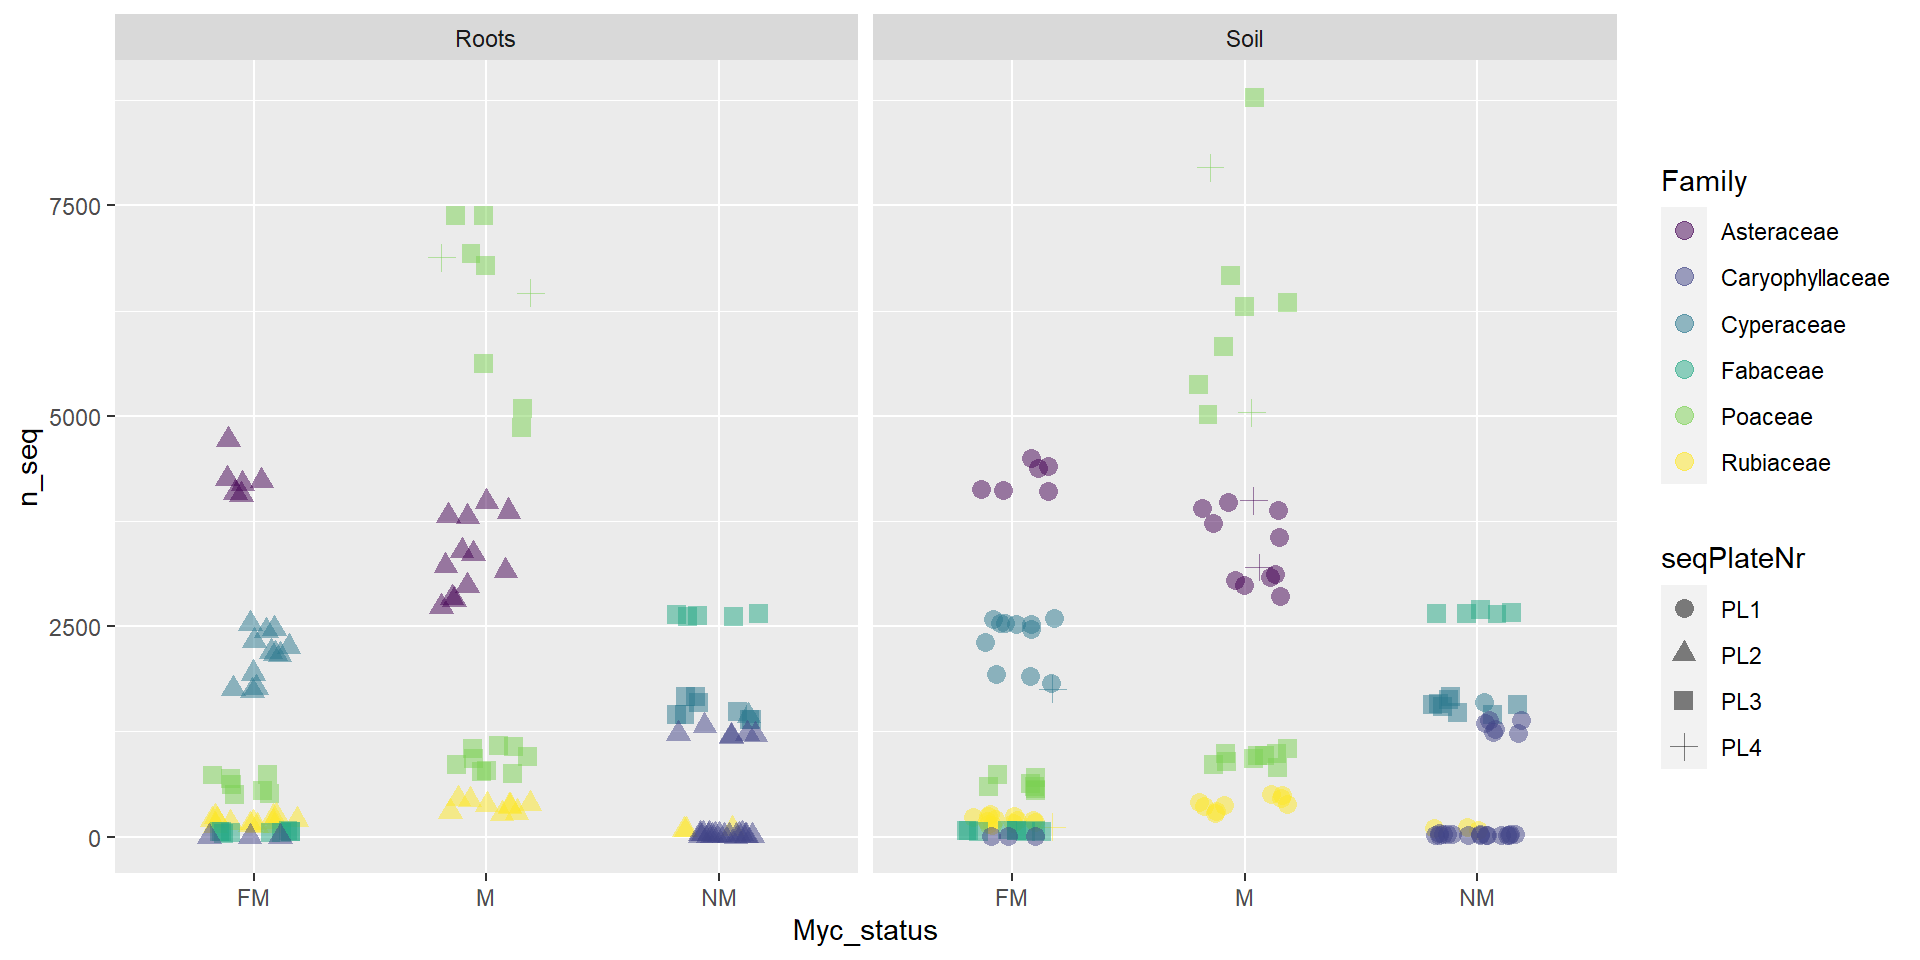 Roots
Soil
n_seq
7500
5000
2500
0
FM
M
NM
FM
M
NM
Myc_status
Family
Asteraceae
Caryophyllaceae
Cyperaceae
Fabaceae
Poaceae
Rubiaceae
seqPlateNr
PL1
PL2
PL3
PL4